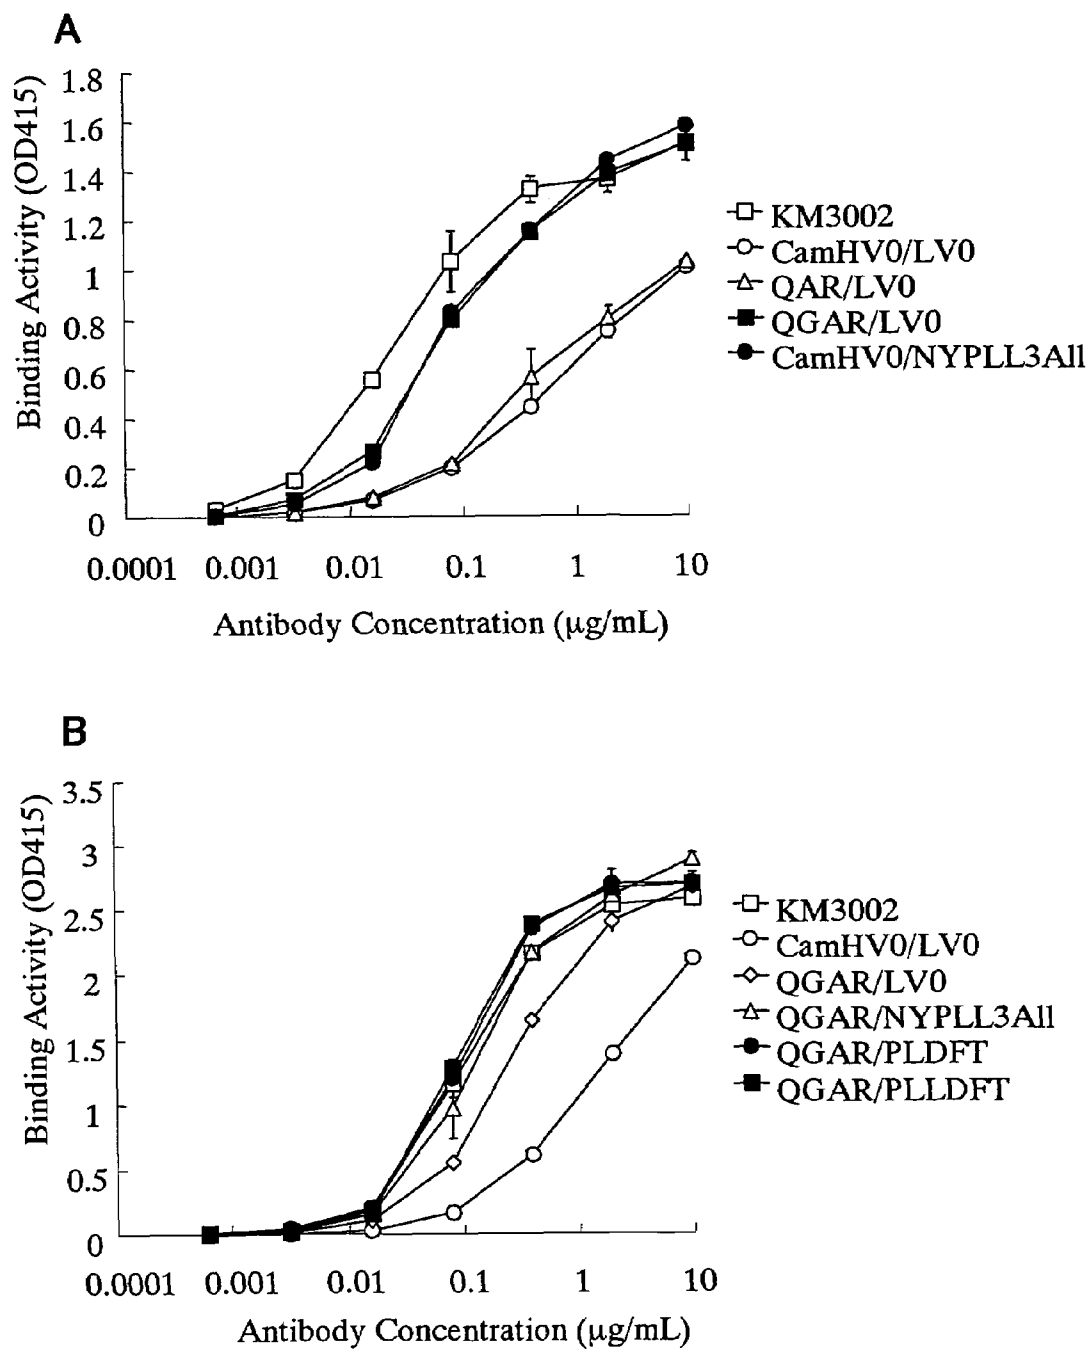 A
Binding Activity (OD415)
1.8
1.6
1.4
1.2
1
0.8
0.6
0.4
0.2
0
0.0001 0.001 0.01 0.1 1 10
Antibody Concentration (μg/mL)
KM3002
CamHV0/LV0
QAR/LV0
QGAR/LV0
CamHV0/NYPLL3All
B
Binding Activity (OD415)
3.5
3
2.5
2
1.5
1
0.5
0
0.0001 0.001 0.01 0.1 1 10
Antibody Concentration (μg/mL)
KM3002
CamHV0/LV0
QGAR/LV0
QGAR/NYPLL3All
QGAR/PLDFT
QGAR/PLLDFT